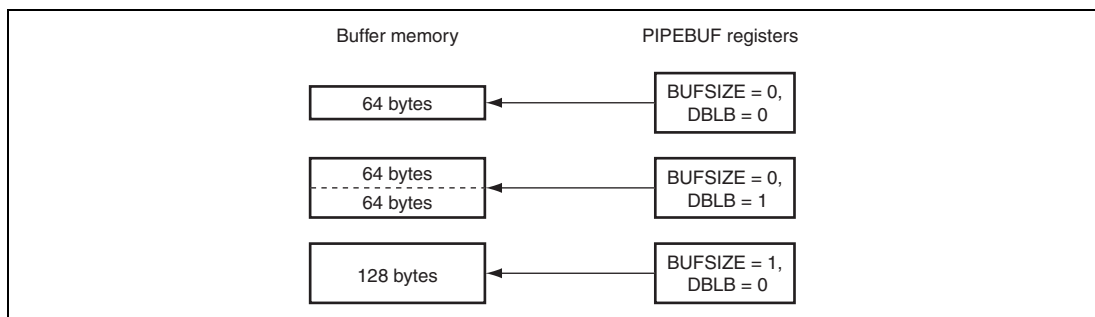 Buffer memory
PIPEBUF registers
64 bytes
BUFSIZE = 0,
DBLB = 0
64 bytes
64 bytes
BUFSIZE = 0,
DBLB = 1
128 bytes
BUFSIZE = 1,
DBLB = 0